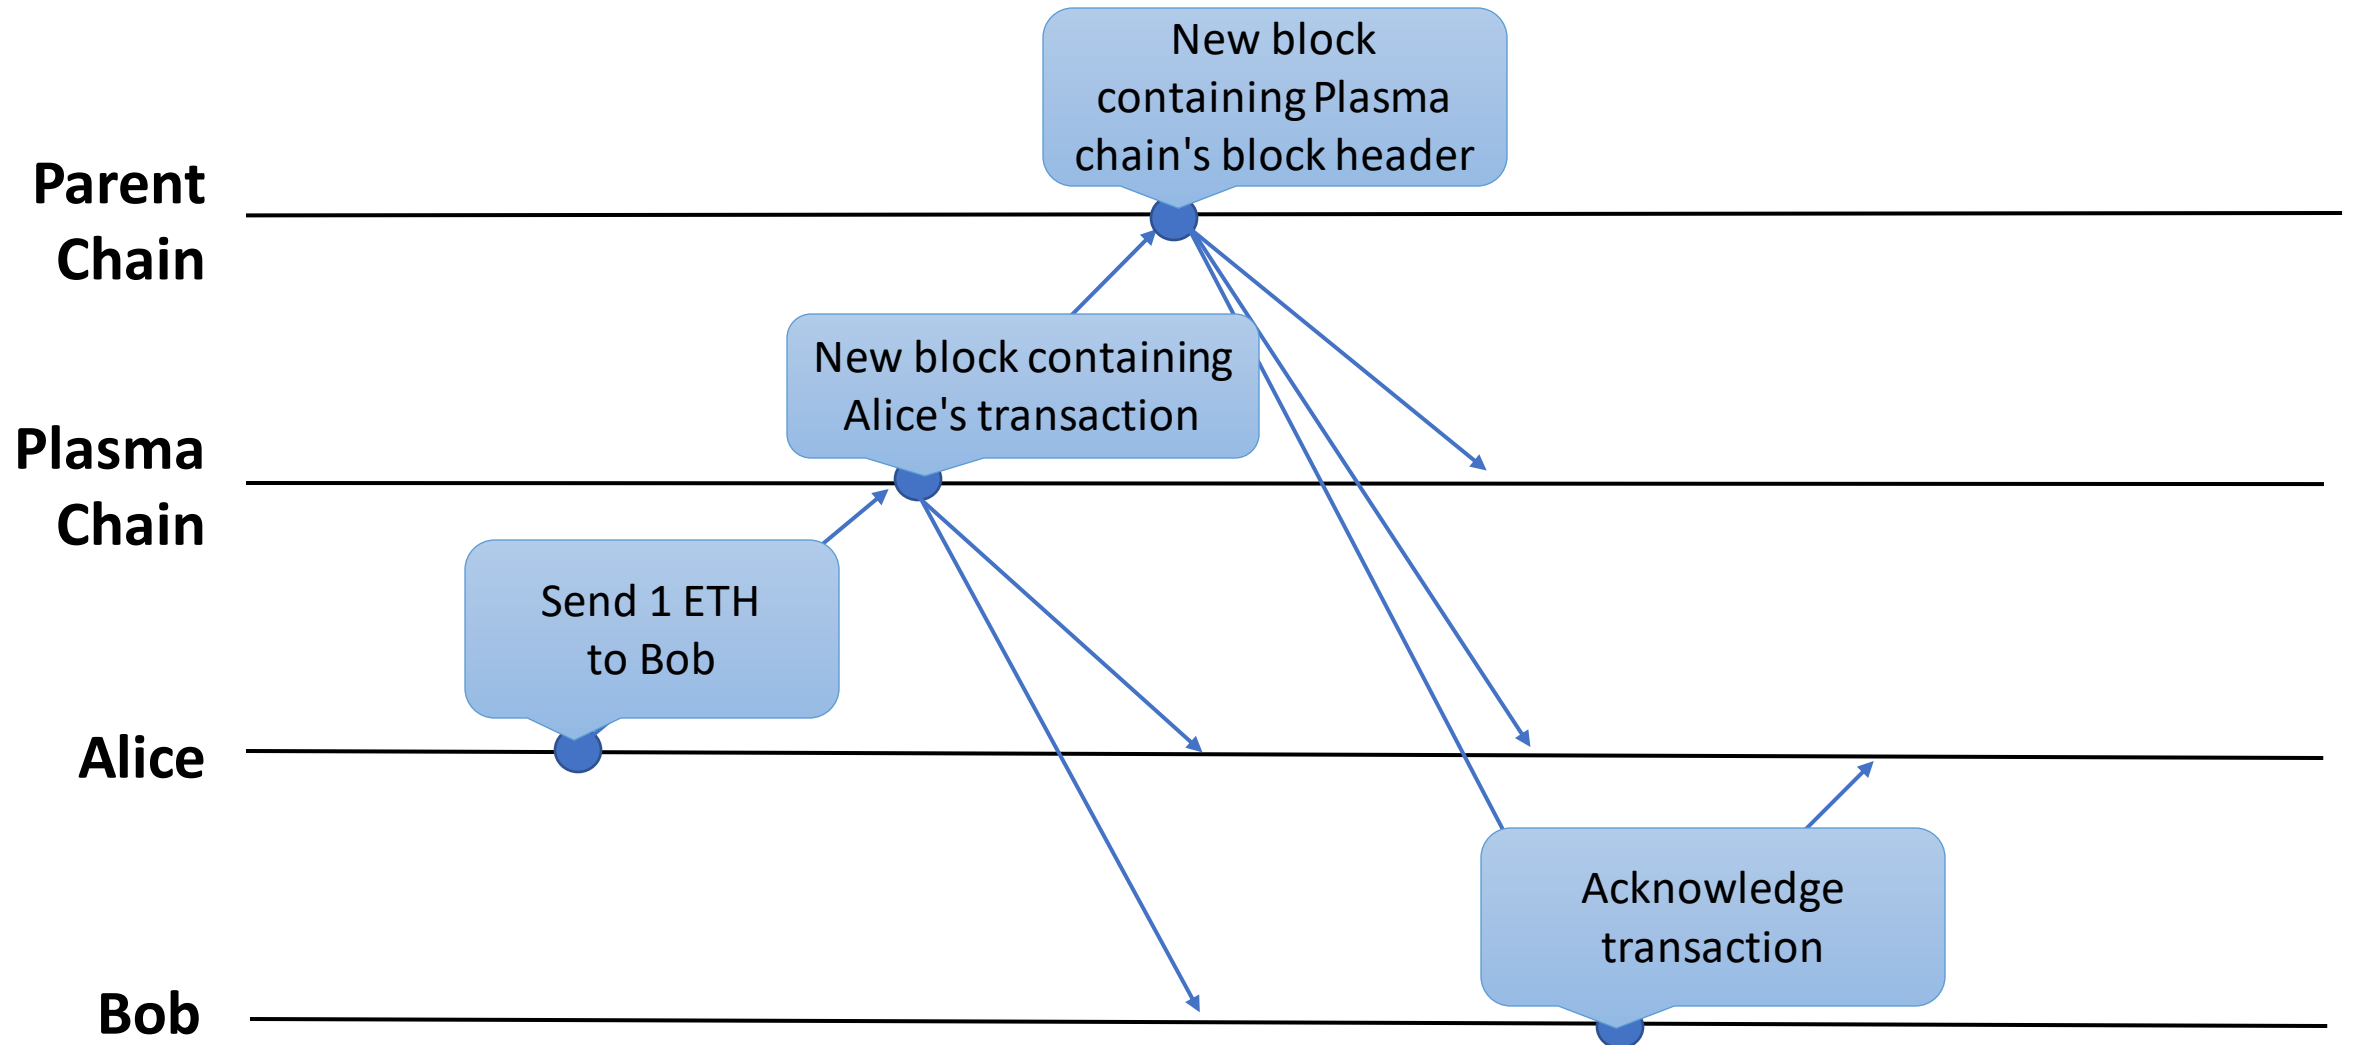 New block
containing Plasma
chain's block header
Parent
Chain
New block containing
Alice's transaction
Plasma
Chain
Send 1 ETH
to Bob
Alice
Acknowledge
transaction
Bob